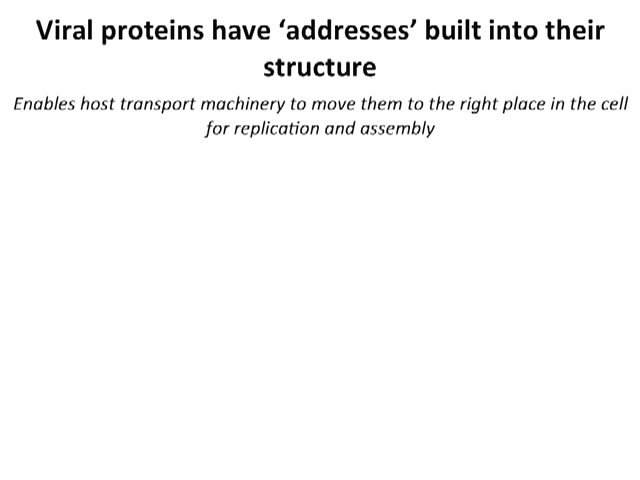 Viral proteins have ‘addresses’ built into their
structure
Enables host transport machinery to move them to the right place in the cell
for replication and assembly